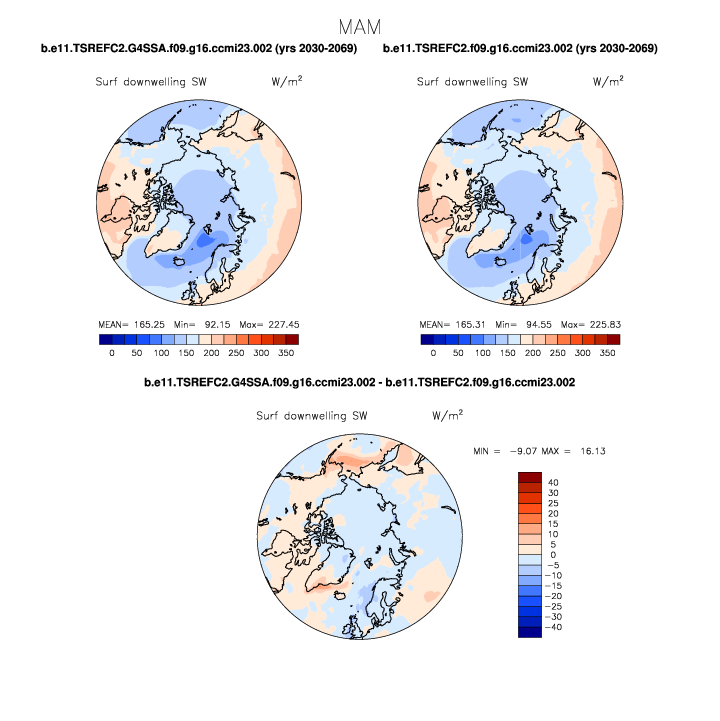 MAM
b.e11.TSREFC2.G4SSA.f09.g16.ccmi23.002 (yrs 2030-2069) b.e11.TSREFC2.f09.g16.ccmi23.002 (yrs 2030-2069)
Surf downwelling SW W/m² Surf downwelling SW W/m²
MEAN= 165.25 Min= 92.15 Max= 227.45 MEAN= 165.31 Min= 94.55 Max= 225.83
0 50 100 150 200 250 300 350 0 50 100 150 200 250 300 350
b.e11.TSREFC2.G4SSA.f09.g16.ccmi23.002 - b.e11.TSREFC2.f09.g16.ccmi23.002
Surf downwelling SW W/m²
MIN = -9.07 MAX = 16.13
40
30
25
20
15
10
5
0
-5
-10
-15
-20
-25
-30
-40